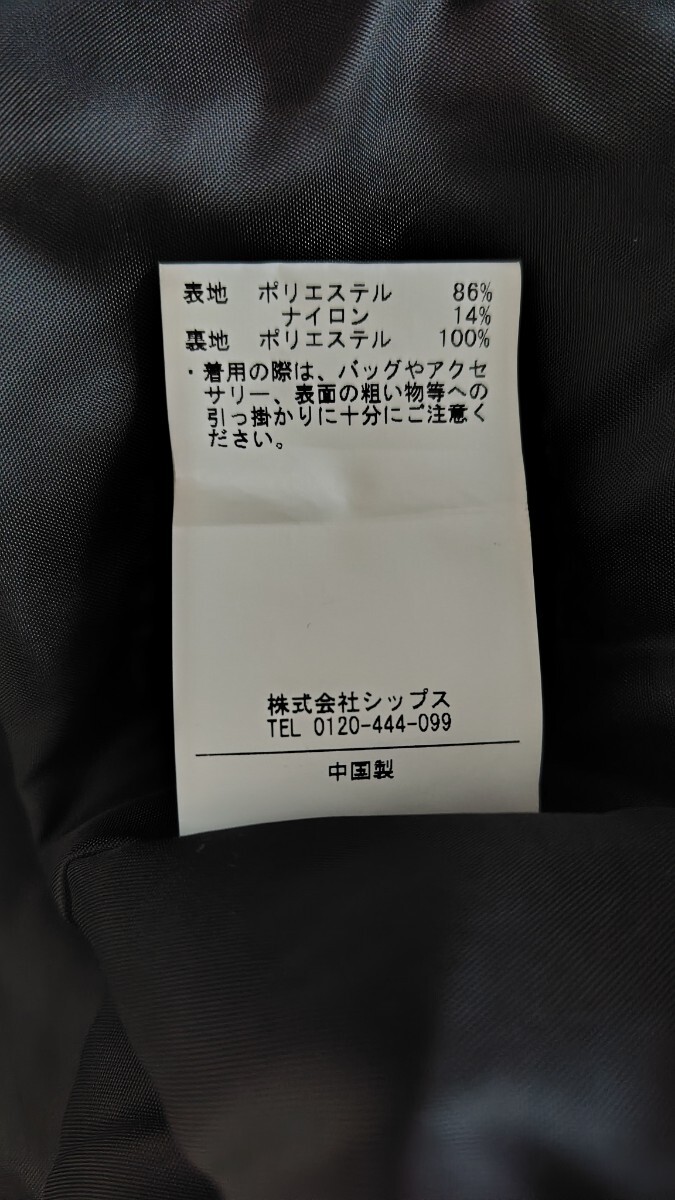 表地 ポリエステル 86%
ナイロン 14%
裏地 ポリエステル 100%
・着用の際は、バッグやアクセ
サリー、表面の粗い物等への
引っ掛かりに十分にご注意く
ださい。
株式会社シップス
TEL 0120-444-099
中国製